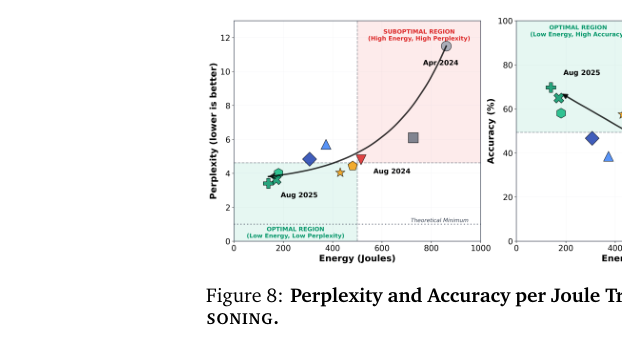 SUBOPTIMAL REGION
(High Energy, High Perplexity)
Apr 2024
Aug 2024
Aug 2025
Theoretical Minimum
OPTIMAL REGION
(Low Energy, Low Perplexity)
Perplexity (lower is better)
12
10
8
6
4
2
0
0 200 400 600 800 1000
Energy (Joules)
OPTIMAL REGION
(Low Energy, High Accuracy
Aug 2025
Accuracy (%)
100
80
60
40
20
0
0 200 400
Ener
Figure 8: Perplexity and Accuracy per Joule Tr
SONING.